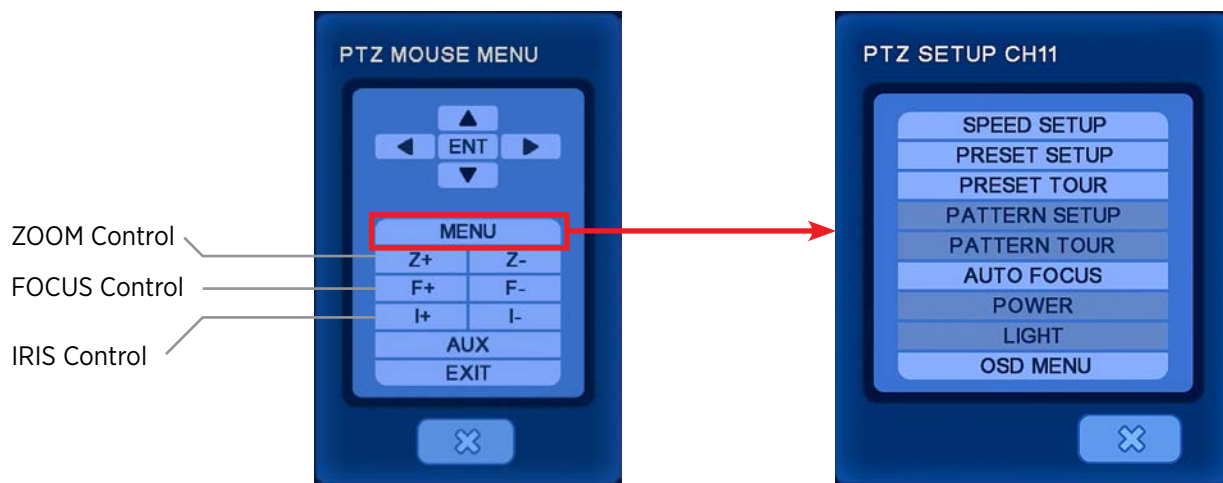 PTZ MOUSE MENU
ENT
MENU
ZOOM Control
Z+ Z-
FOCUS Control
F+ F-
IRIS Control
I+ I-
AUX
EXIT
PTZ SETUP CH11
SPEED SETUP
PRESET SETUP
PRESET TOUR
PATTERN SETUP
PATTERN TOUR
AUTO FOCUS
POWER
LIGHT
OSD MENU